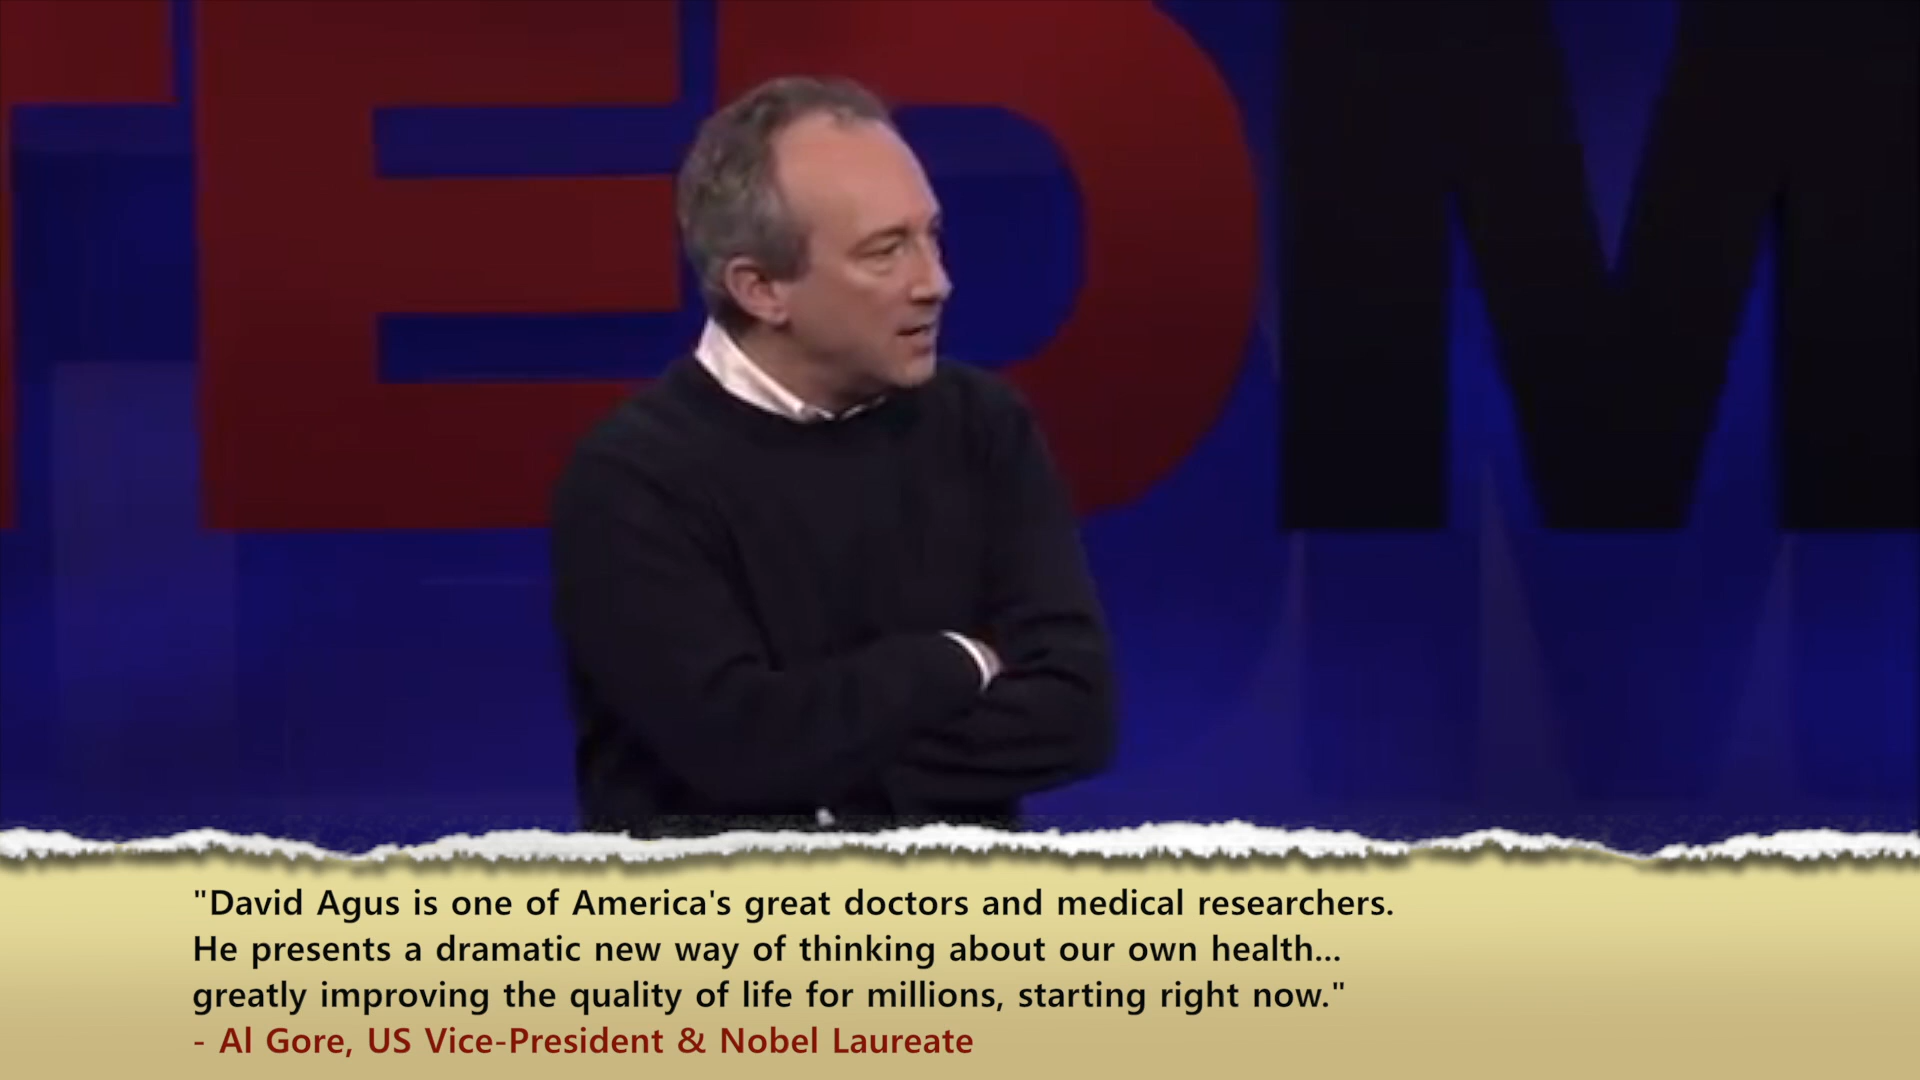 TEDM
"David Agus is one of America's great doctors and medical researchers.
He presents a dramatic new way of thinking about our own health...
greatly improving the quality of life for millions, starting right now."
- Al Gore, US Vice-President & Nobel Laureate